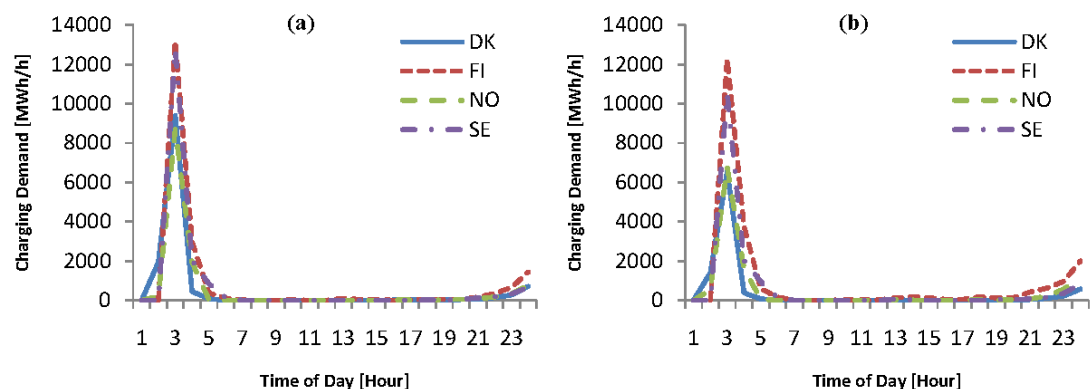 (a)
Charging Demand [MWh/h]
14000
12000
10000
8000
6000
4000
2000
0
DK
FI
NO
SE
1 3 5 7 9 11 13 15 17 19 21 23
Time of Day [Hour]
(b)
Charging Demand [MWh/h]
14000
12000
10000
8000
6000
4000
2000
0
DK
FI
NO
SE
1 3 5 7 9 11 13 15 17 19 21 23
Time of Day [Hour]